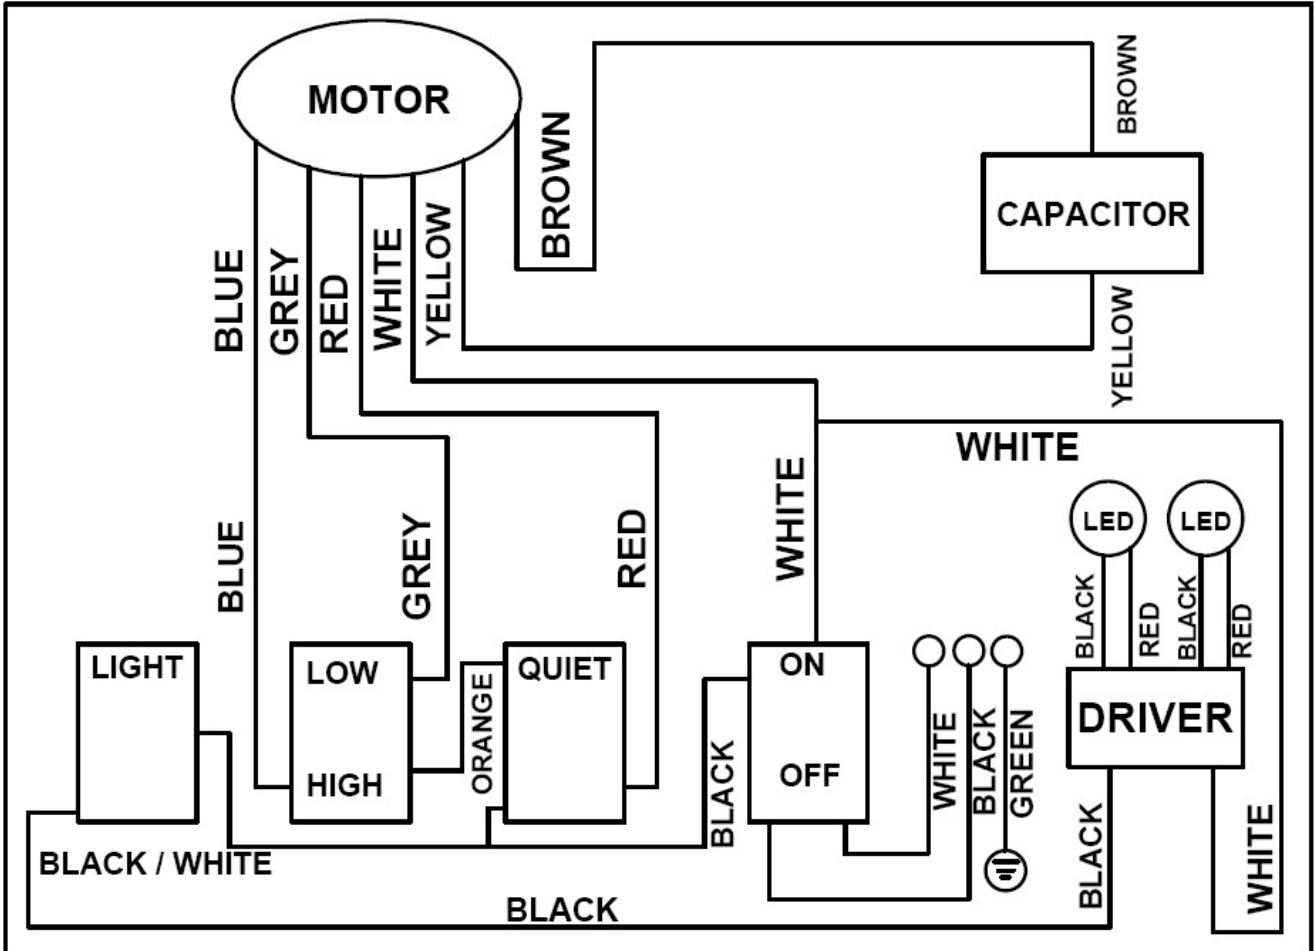 MOTOR
BROWN
BROWN
CAPACITOR
BLUE
GREY
RED
WHITE
YELLOW
YELLOW
WHITE
BLUE
GREY
RED
WHITE
LED
LED
BLACK
RED
BLACK
RED
LIGHT
LOW
HIGH
ORANGE
QUIET
BLACK
ON
OFF
WHITE
BLACK
GREEN
DRIVER
BLACK
WHITE
BLACK / WHITE
BLACK